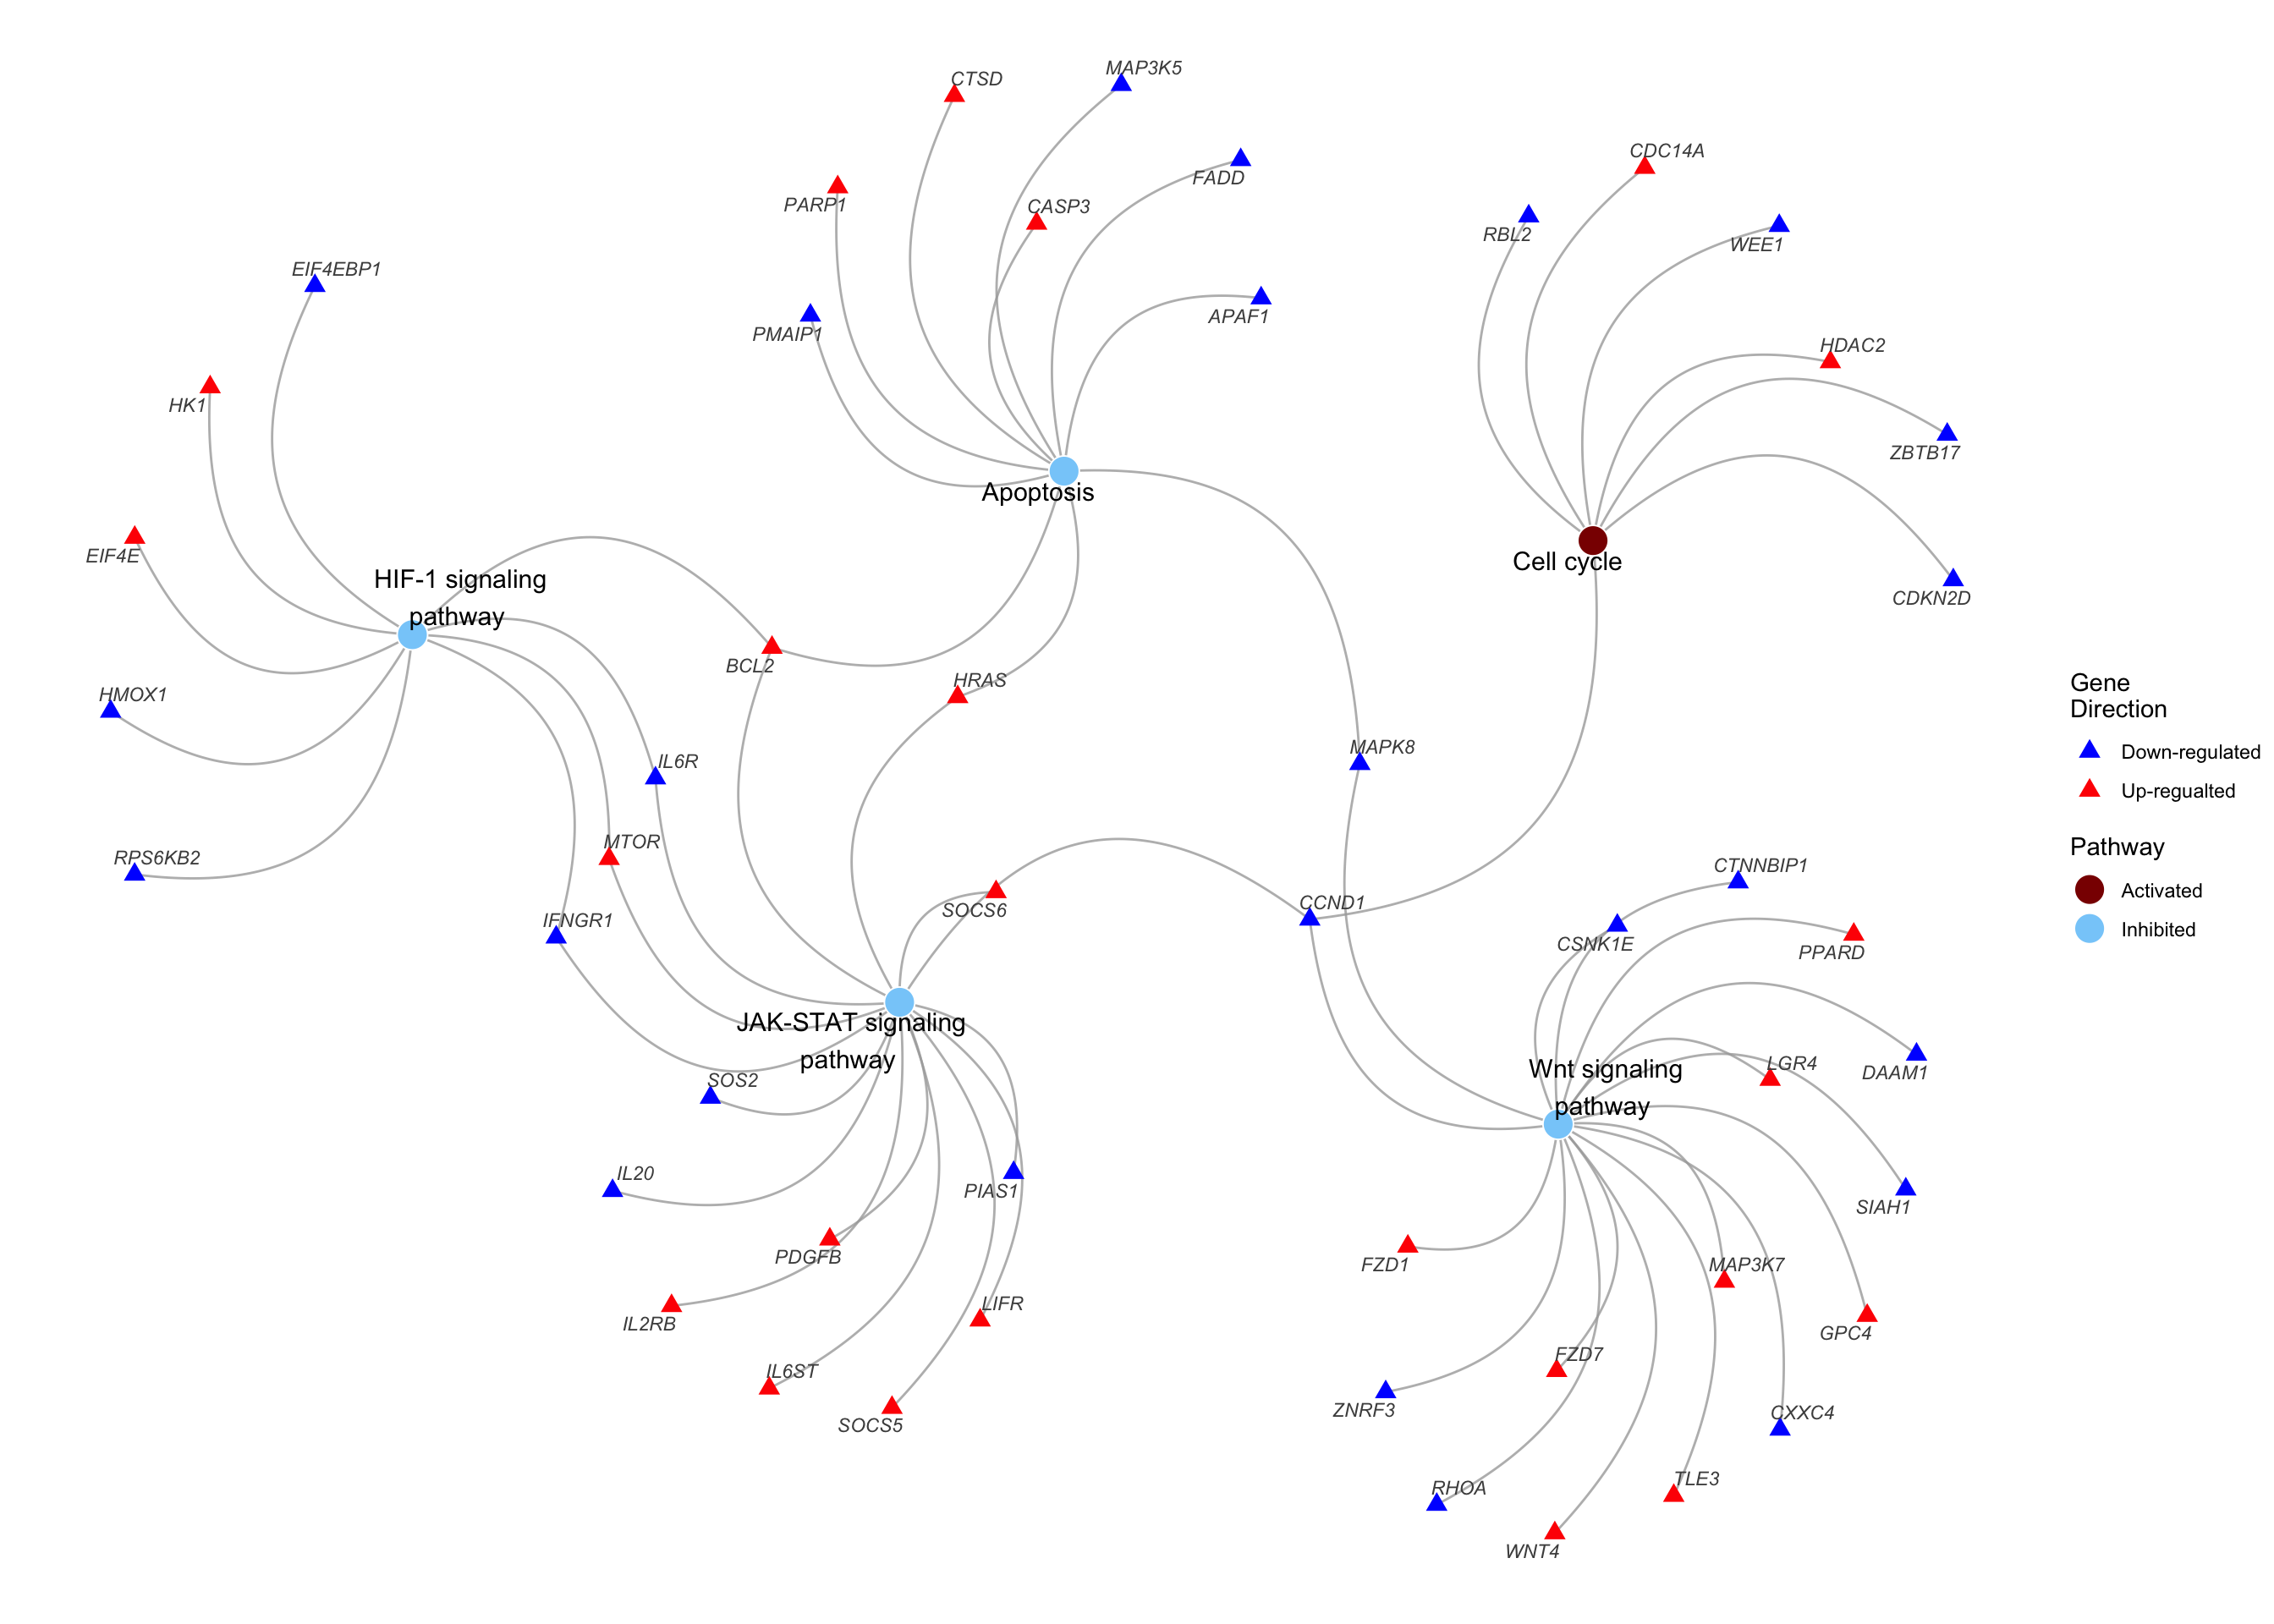 MAP3K5
CTSD
CDC14A
FADD
PARP1
CASP3
RBL2
WEE1
EIF4EBP1
APAF1
PMAIP1
HDAC2
HK1
ZBTB17
Apoptosis
EIF4E
Cell cycle
HIF-1 signaling
pathway
CDKN2D
BCL2
HRAS
HMOX1
Gene
Direction
Down-regulated
Up-regualted
MAPK8
IL6R
MTOR
RPS6KB2
Pathway
Activated
Inhibited
CTNNBIP1
SOCS6
CCND1
IFNGR1
CSNK1E
PPARD
JAK-STAT signaling
pathway
Wnt signaling
pathway
LGR4
DAAM1
SOS2
IL20
PIAS1
SIAH1
PDGFB
FZD1
MAP3K7
IL2RB
LIFR
GPC4
FZD7
IL6ST
ZNRF3
CXXC4
SOCS5
RHOA
TLE3
WNT4